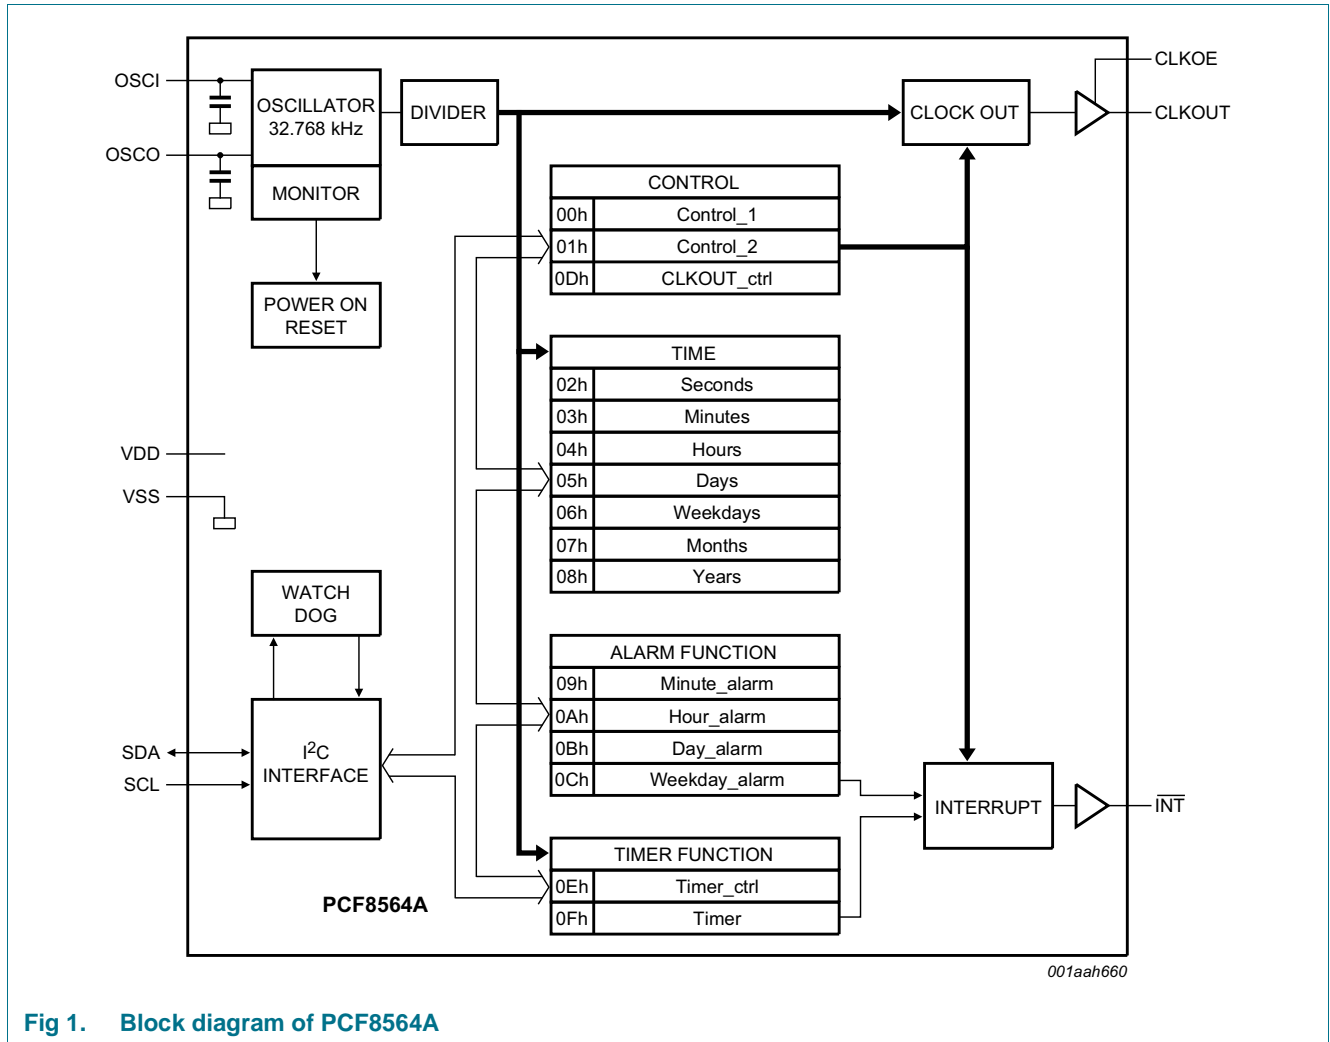 OSCI
OSCO
OSCILLATOR
32.768 kHz
MONITOR
DIVIDER
CLOCK OUT
CLKOE
CLKOUT
POWER ON
RESET
CONTROL
00h Control_1
01h Control_2
0Dh CLKOUT_ctrl
TIME
02h Seconds
03h Minutes
04h Hours
05h Days
06h Weekdays
07h Months
08h Years
VDD
VSS
WATCH
DOG
ALARM FUNCTION
09h Minute_alarm
0Ah Hour_alarm
0Bh Day_alarm
0Ch Weekday_alarm
SDA
SCL
I²C
INTERFACE
INTERRUPT
INT
TIMER FUNCTION
0Eh Timer_ctrl
0Fh Timer
PCF8564A
001aah660
Fig 1. Block diagram of PCF8564A